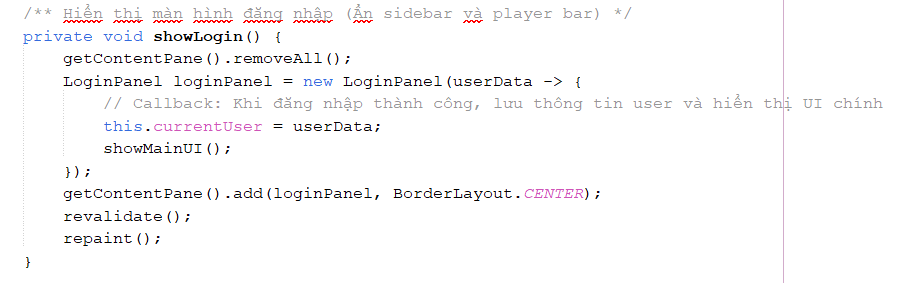 /** Hiển thị màn hình đăng nhập (Ẩn sidebar và player bar) */
private void showLogin() {
getContentPane().removeAll();
LoginPanel loginPanel = new LoginPanel(userData -> {
// Callback: Khi đăng nhập thành công, lưu thông tin user và hiển thị UI chính
this.currentUser = userData;
showMainUI();
});
getContentPane().add(loginPanel, BorderLayout.CENTER);
revalidate();
repaint();
}